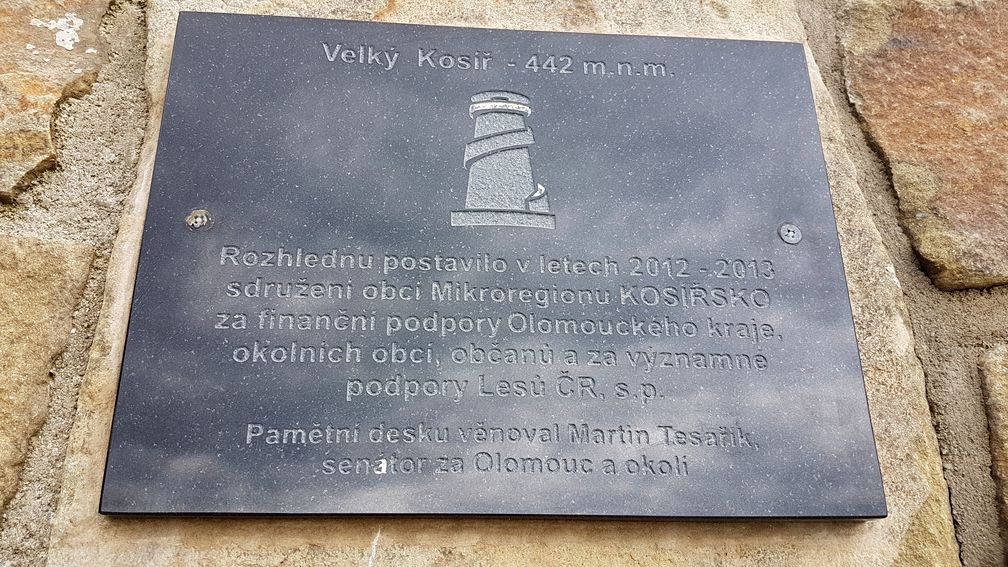 Velký Kosíř - 442 m.n.m.
Rozhlednu postavilo v letech 2012 - 2013
sdružení obcí Mikroregionu KOSÍŘSKO
za finanční podpory Olomouckého kraje,
okolních obcí, občanů a za významné
podpory Lesů ČR, s.p.
Pamětní desku věnoval Martin Tesařík,
senátor za Olomouc a okolí